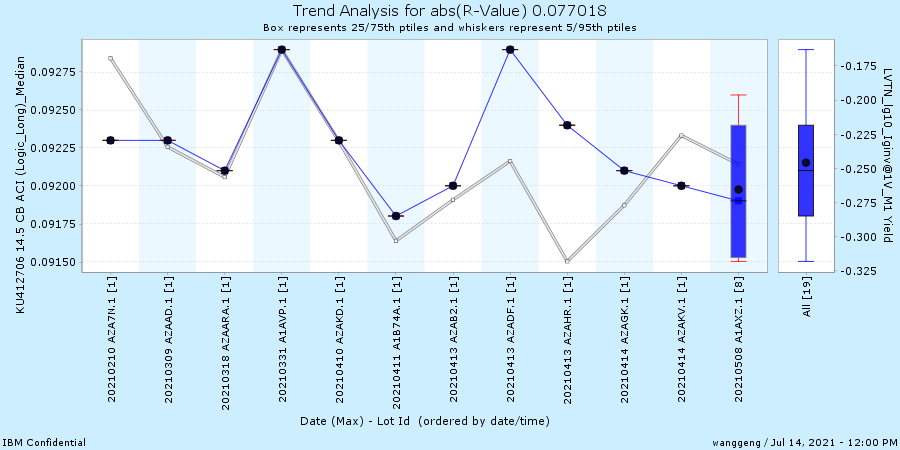 Trend Analysis for abs(R-Value) 0.077018
Box represents 25/75th ptiles and whiskers represent 5/95th ptiles
KU412706 14.5 CB ACI (Logic_Long)_Median
0.09275
0.09250
0.09225
0.09200
0.09175
0.09150
-0.175
-0.200
-0.225
-0.250
-0.275
-0.300
-0.325
LVTN_lg10_Iginv@1V_M1 Yield
20210210 AZA7N.1 [1]
20210309 AZAAD.1 [1]
20210318 AZAARA.1 [1]
20210331 A1AVP.1 [1]
20210410 AZAKD.1 [1]
20210411 A1B74A.1 [1]
20210413 AZAB2.1 [1]
20210413 AZADF.1 [1]
20210413 AZAHR.1 [1]
20210414 AZAGK.1 [1]
20210414 AZAKV.1 [1]
20210508 A1AXZ.1 [8]
All [19]
Date (Max) - Lot Id (ordered by date/time)
IBM Confidential
wanggeng / Jul 14, 2021 - 12:00 PM